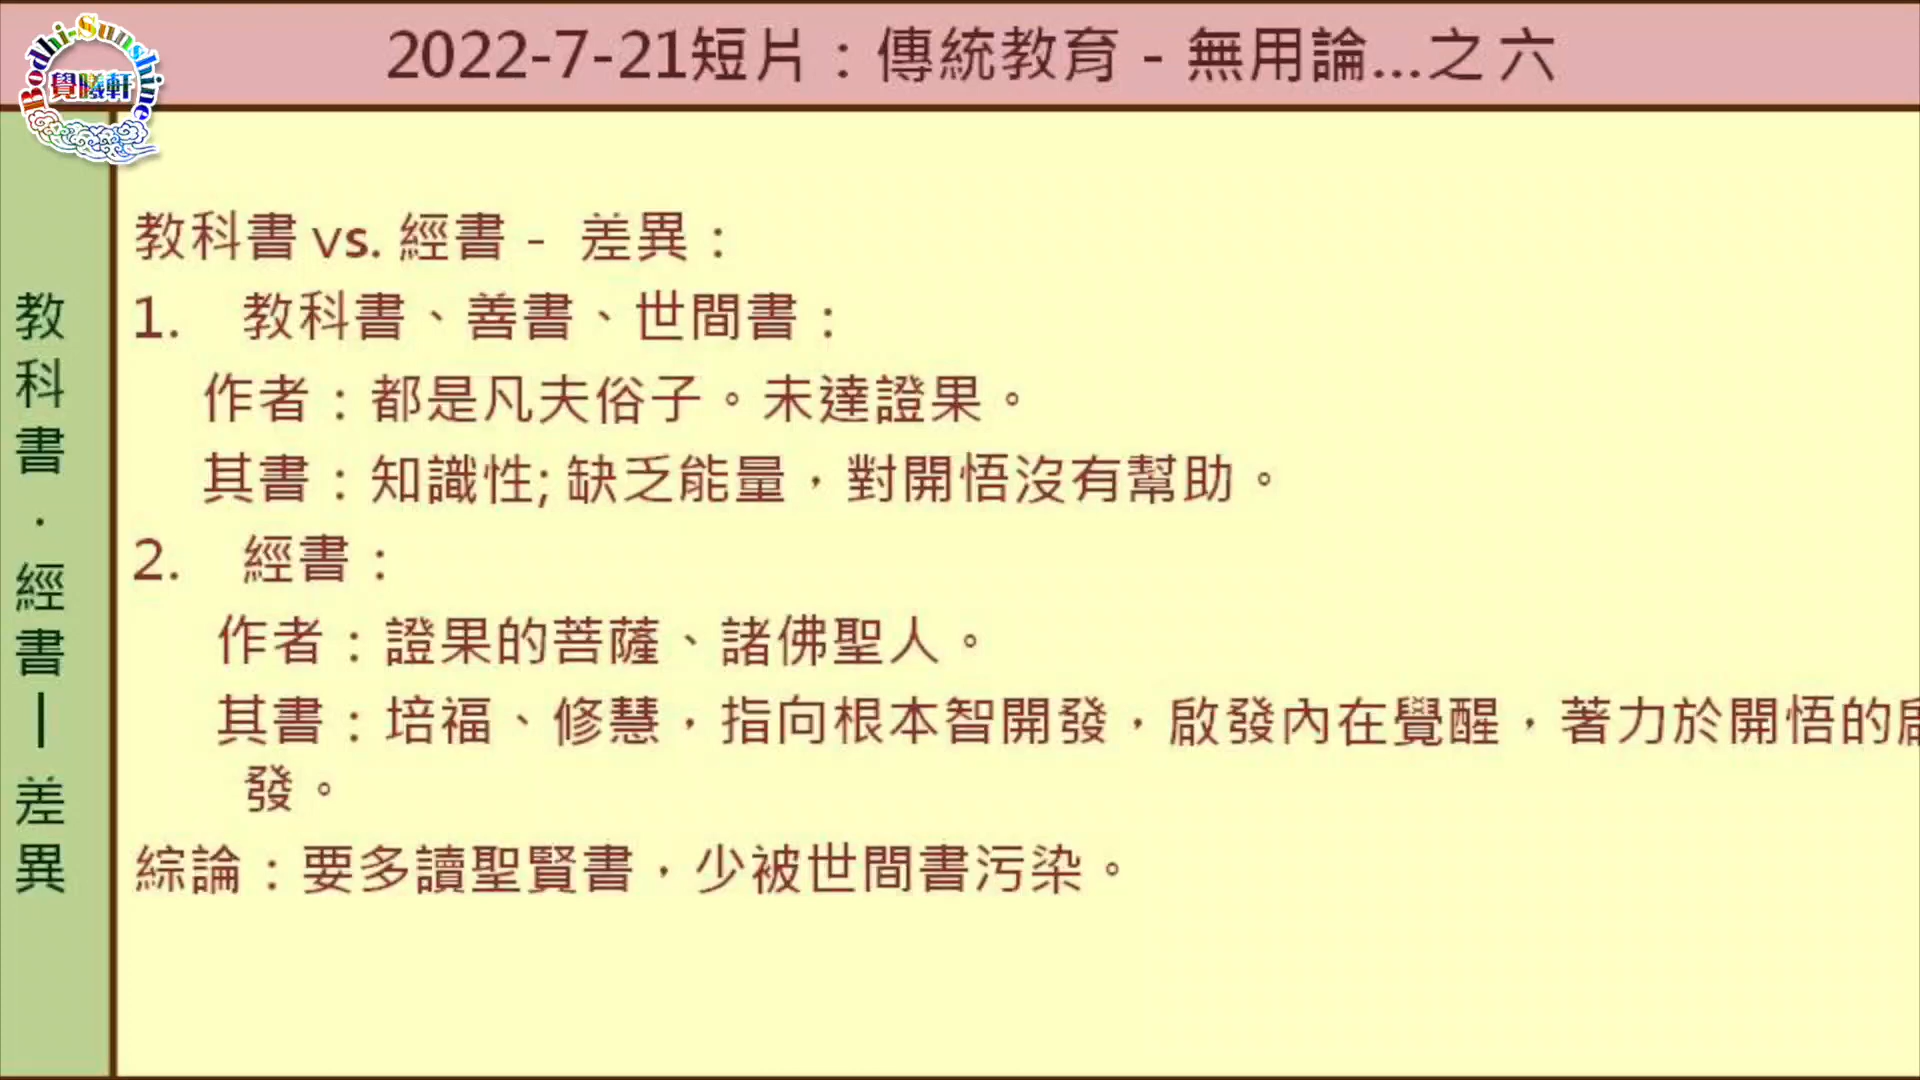 Bodhi-Sunshine
覺曦軒
2022-7-21短片：傳統教育 - 無用論...之六
教科書．經書｜差異
教科書 vs. 經書 - 差異：
1. 教科書、善書、世間書：
作者：都是凡夫俗子。未達證果。
其書：知識性; 缺乏能量，對開悟沒有幫助。
2. 經書：
作者：證果的菩薩、諸佛聖人。
其書：培福、修慧，指向根本智開發，啟發內在覺醒，著力於開悟的啟
發。
綜論：要多讀聖賢書，少被世間書污染。